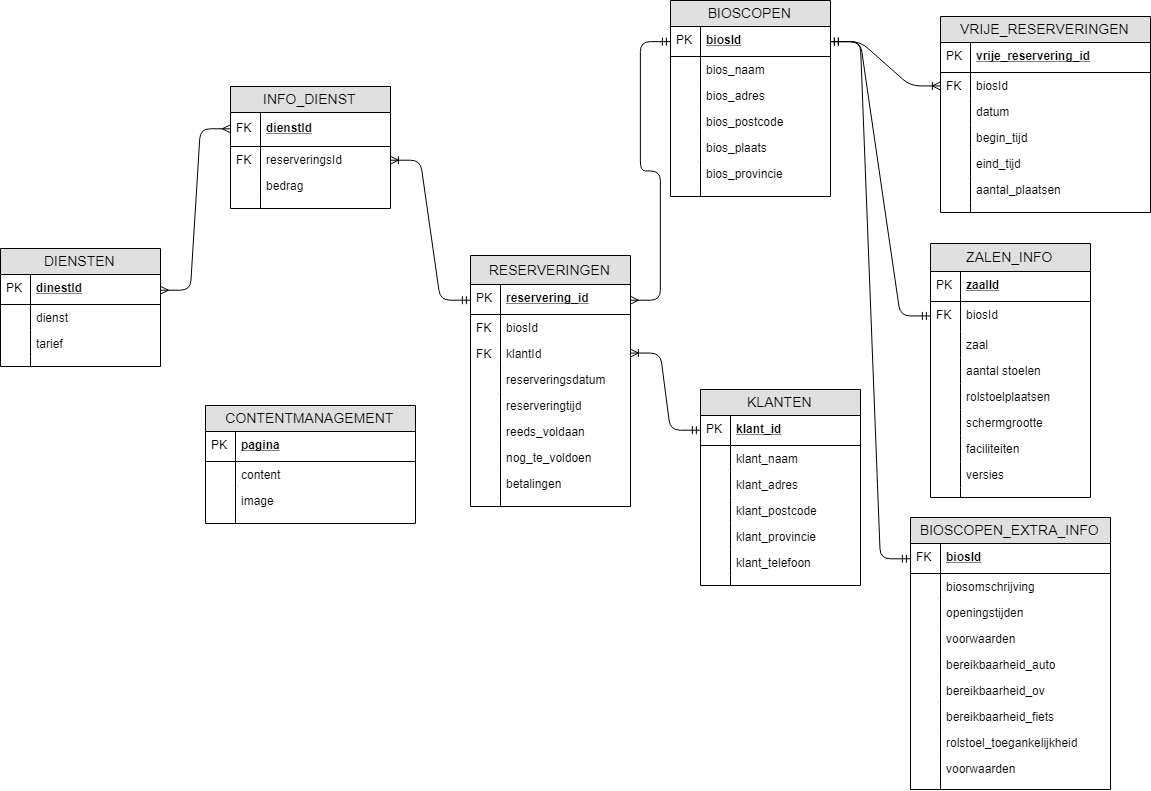 BIOSCOPEN
PK biosId
bios_naam
bios_adres
bios_postcode
bios_plaats
bios_provincie
VRIJE_RESERVERINGEN
PK vrije_reservering_id
FK biosId
datum
begin_tijd
eind_tijd
aantal_plaatsen
INFO_DIENST
FK dienstId
FK reserveringsId
bedrag
DIENSTEN
PK dinestId
dienst
tarief
RESERVERINGEN
PK reservering_id
FK biosId
FK klantId
reserveringsdatum
reserveringtijd
reeds_voldaan
nog_te_voldoen
betalingen
ZALEN_INFO
PK zaalId
FK biosId
zaal
aantal stoelen
rolstoelplaatsen
schermgrootte
faciliteiten
versies
CONTENTMANAGEMENT
PK pagina
content
image
KLANTEN
PK klant_id
klant_naam
klant_adres
klant_postcode
klant_provincie
klant_telefoon
BIOSCOPEN_EXTRA_INFO
FK biosId
biosomschrijving
openingstijden
voorwaarden
bereikbaarheid_auto
bereikbaarheid_ov
bereikbaarheid_fiets
rolstoel_toegankelijkheid
voorwaarden